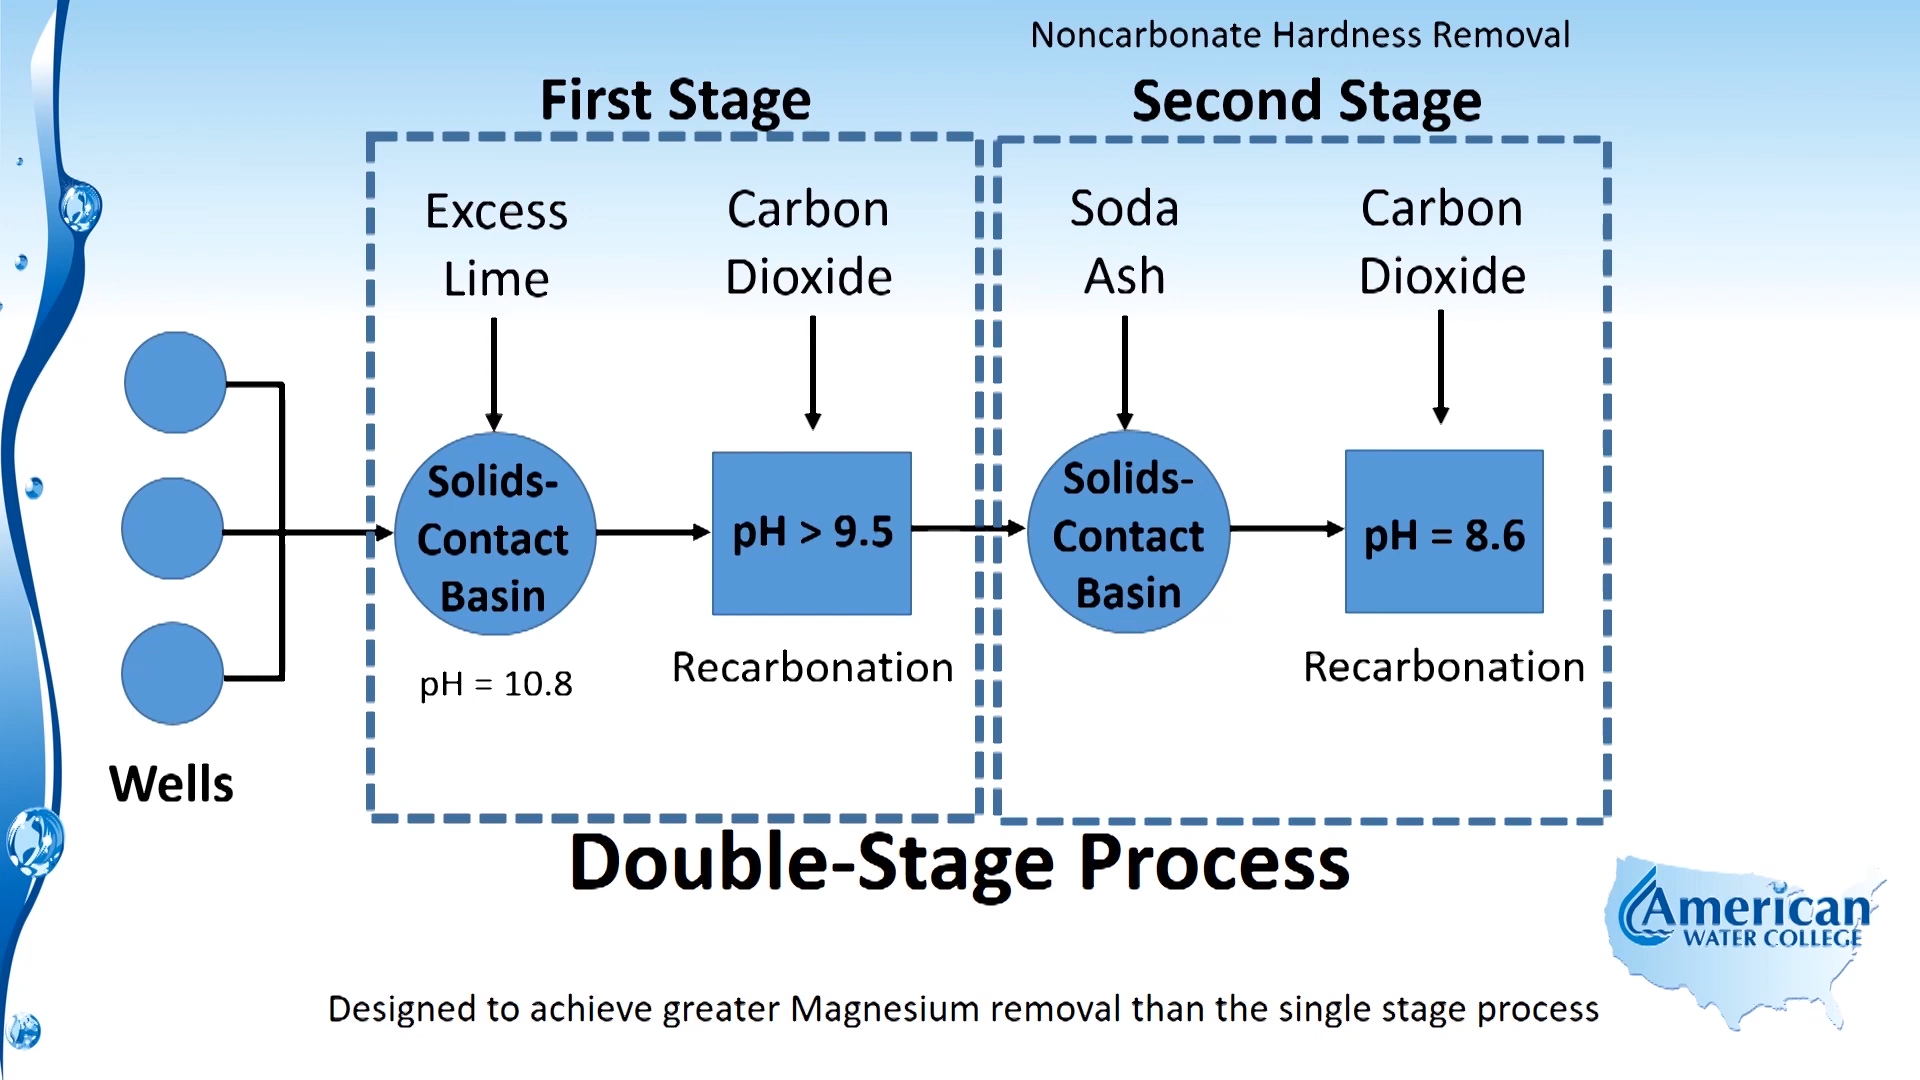 Noncarbonate Hardness Removal
First Stage
Second Stage
Excess
Lime
Carbon
Dioxide
Soda
Ash
Carbon
Dioxide
Solids-
Contact
Basin
pH > 9.5
Solids-
Contact
Basin
pH = 8.6
pH = 10.8
Recarbonation
Recarbonation
Wells
Double-Stage Process
American
WATER COLLEGE
Designed to achieve greater Magnesium removal than the single stage process